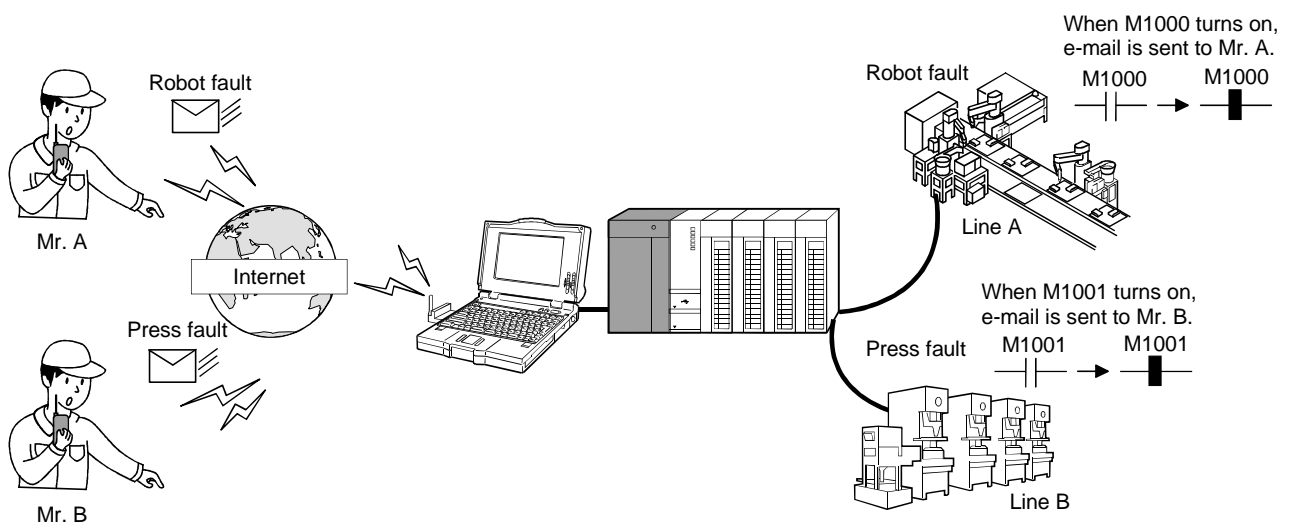 When M1000 turns on,
e-mail is sent to Mr. A.
Robot fault
M1000
M1000
Robot fault
Mr. A
Line A
Internet
When M1001 turns on,
e-mail is sent to Mr. B.
Press fault
Press fault
M1001
M1001
Line B
Mr. B